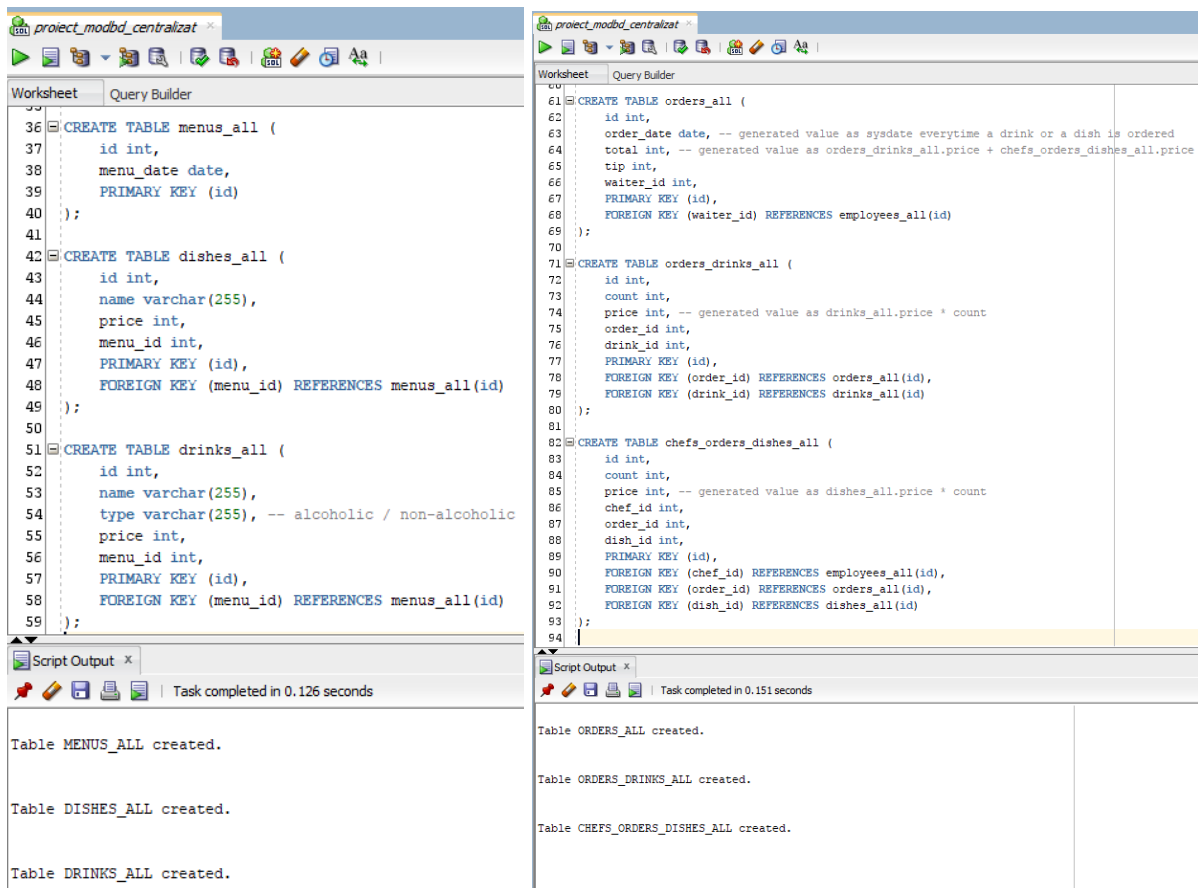 proiect_modbd_centralizat
Worksheet Query Builder
36 CREATE TABLE menus_all (
37 id int,
38 menu_date date,
39 PRIMARY KEY (id)
40 );
41
42 CREATE TABLE dishes_all (
43 id int,
44 name varchar(255),
45 price int,
46 menu_id int,
47 PRIMARY KEY (id),
48 FOREIGN KEY (menu_id) REFERENCES menus_all(id)
49 );
50
51 CREATE TABLE drinks_all (
52 id int,
53 name varchar(255),
54 type varchar(255), -- alcoholic / non-alcoholic
55 price int,
56 menu_id int,
57 PRIMARY KEY (id),
58 FOREIGN KEY (menu_id) REFERENCES menus_all(id)
59 );
Script Output x
Task completed in 0.126 seconds
Table MENUS_ALL created.
Table DISHES_ALL created.
Table DRINKS_ALL created.
proiect_modbd_centralizat
Worksheet Query Builder
61 CREATE TABLE orders_all (
62 id int,
63 order_date date, -- generated value as sysdate everytime a drink or a dish is ordered
64 total int, -- generated value as orders_drinks_all.price + chefs_orders_dishes_all.price
65 tip int,
66 waiter_id int,
67 PRIMARY KEY (id),
68 FOREIGN KEY (waiter_id) REFERENCES employees_all(id)
69 );
70
71 CREATE TABLE orders_drinks_all (
72 id int,
73 count int,
74 price int, -- generated value as drinks_all.price * count
75 order_id int,
76 drink_id int,
77 PRIMARY KEY (id),
78 FOREIGN KEY (order_id) REFERENCES orders_all(id),
79 FOREIGN KEY (drink_id) REFERENCES drinks_all(id)
80 );
81
82 CREATE TABLE chefs_orders_dishes_all (
83 id int,
84 count int,
85 price int, -- generated value as dishes_all.price * count
86 chef_id int,
87 order_id int,
88 dish_id int,
89 PRIMARY KEY (id),
90 FOREIGN KEY (chef_id) REFERENCES employees_all(id),
91 FOREIGN KEY (order_id) REFERENCES orders_all(id),
92 FOREIGN KEY (dish_id) REFERENCES dishes_all(id)
93 );
94
Script Output x
Task completed in 0.151 seconds
Table ORDERS_ALL created.
Table ORDERS_DRINKS_ALL created.
Table CHEFS_ORDERS_DISHES_ALL created.